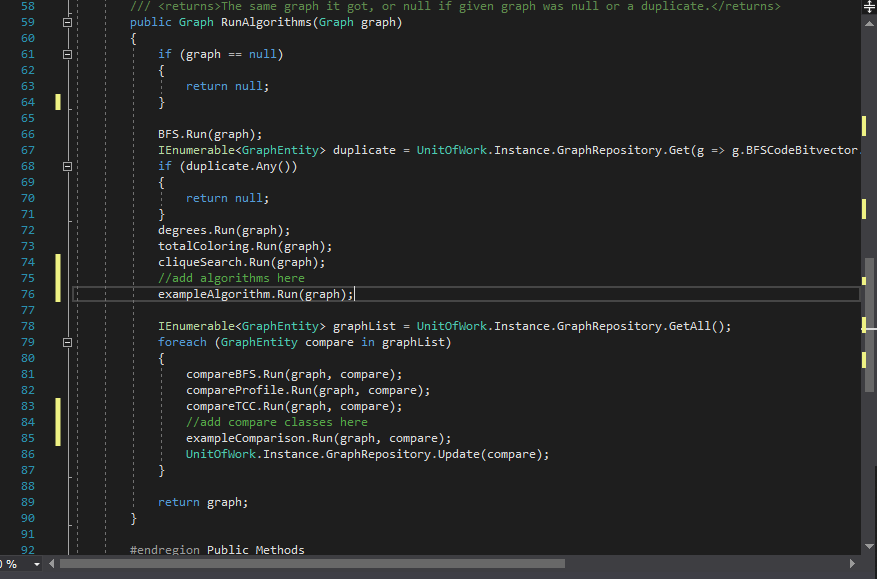 58 /// <returns>The same graph it got, or null if given graph was null or a duplicate.</returns>
59 public Graph RunAlgorithms(Graph graph)
60 {
61 if (graph == null)
62 {
63 return null;
64 }
65
66 BFS.Run(graph);
67 IEnumerable<GraphEntity> duplicate = UnitOfWork.Instance.GraphRepository.Get(g => g.BFSCodeBitvector.
68 if (duplicate.Any())
69 {
70 return null;
71 }
72 degrees.Run(graph);
73 totalColoring.Run(graph);
74 cliqueSearch.Run(graph);
75 //add algorithms here
76 exampleAlgorithm.Run(graph);
77
78 IEnumerable<GraphEntity> graphList = UnitOfWork.Instance.GraphRepository.GetAll();
79 foreach (GraphEntity compare in graphList)
80 {
81 compareBFS.Run(graph, compare);
82 compareProfile.Run(graph, compare);
83 compareTCC.Run(graph, compare);
84 //add compare classes here
85 exampleComparison.Run(graph, compare);
86 UnitOfWork.Instance.GraphRepository.Update(compare);
87 }
88
89 return graph;
90 }
91
92 #endregion Public Methods
0 %